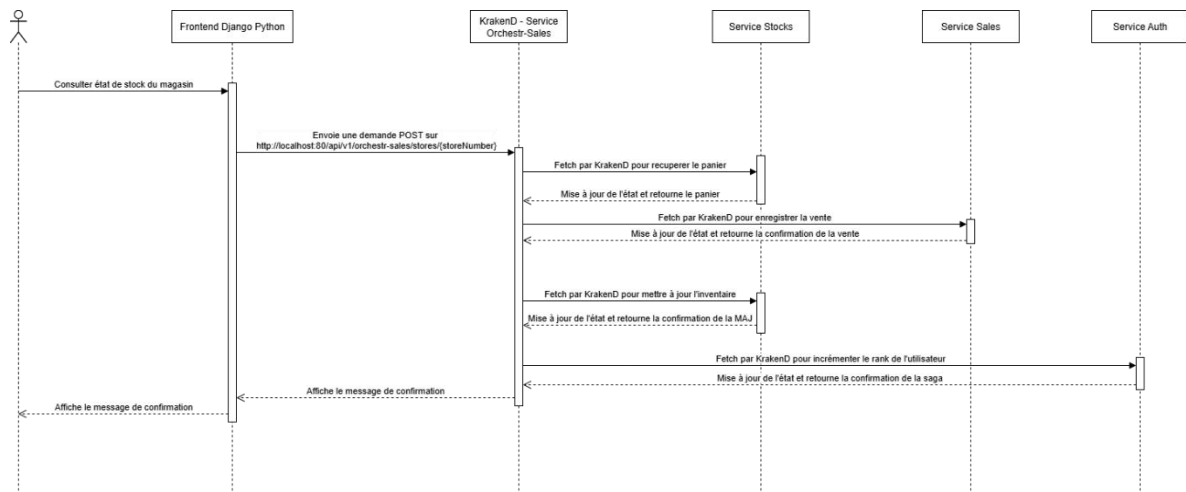 Frontend Django Python
KrakenD - Service
Orchestr-Sales
Service Stocks
Service Sales
Service Auth
Consulter état de stock du magasin
Envoie une demande POST sur
http://localhost:80/api/v1/orchestr-sales/stores/{storeNumber}
Fetch par KrakenD pour recuperer le panier
Mise à jour de l'état et retourne le panier
Fetch par KrakenD pour enregistrer la vente
Mise à jour de l'état et retourne la confirmation de la vente
Fetch par KrakenD pour mettre à jour l'inventaire
Mise à jour de l'état et retourne la confirmation de la MAJ
Fetch par KrakenD pour incrémenter le rank de l'utilisateur
Mise à jour de l'état et retourne la confirmation de la saga
Affiche le message de confirmation
Affiche le message de confirmation